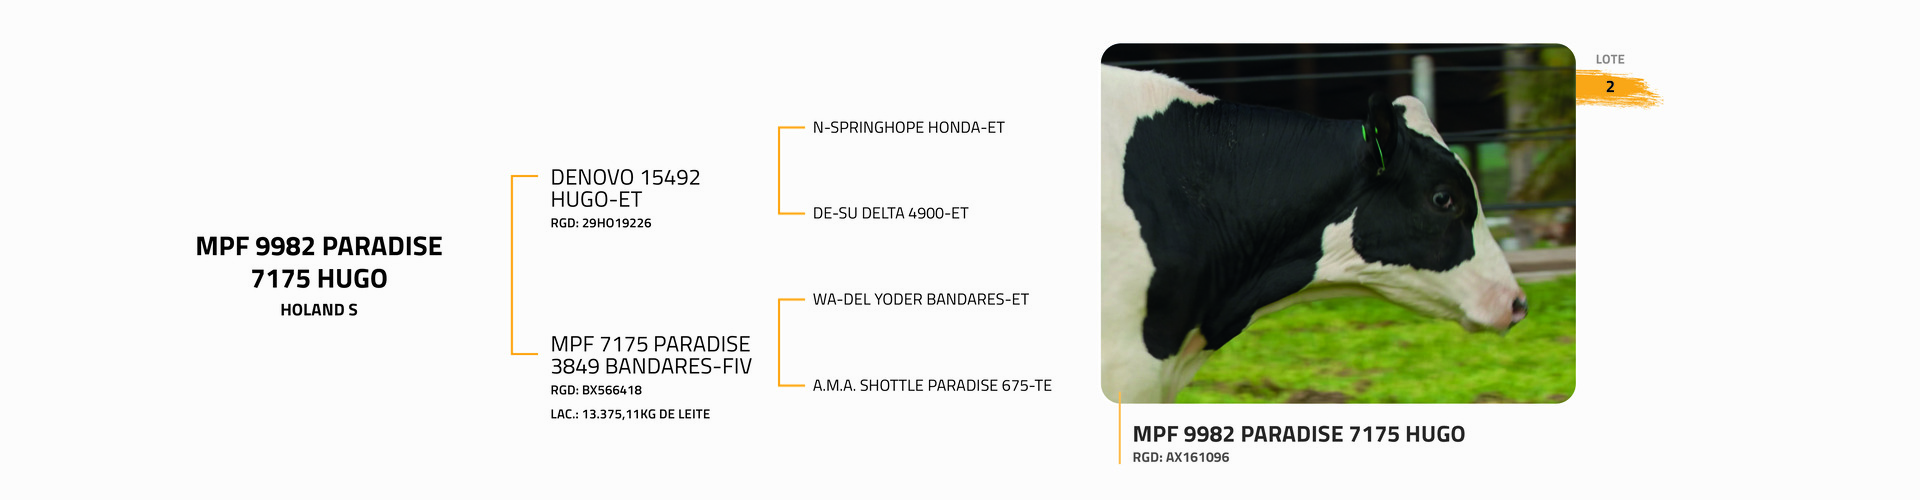 MPF 9982 PARADISE
7175 HUGO
HOLAND S
DENOVO 15492
HUGO-ET
RGD: 29HO19226
MPF 7175 PARADISE
3849 BANDARES-FIV
RGD: BX566418
LAC.: 13.375,11KG DE LEITE
N-SPRINGHOPE HONDA-ET
DE-SU DELTA 4900-ET
WA-DEL YODER BANDARES-ET
A.M.A. SHOTTLE PARADISE 675-TE
LOTE
2
MPF 9982 PARADISE 7175 HUGO
RGD: AX161096